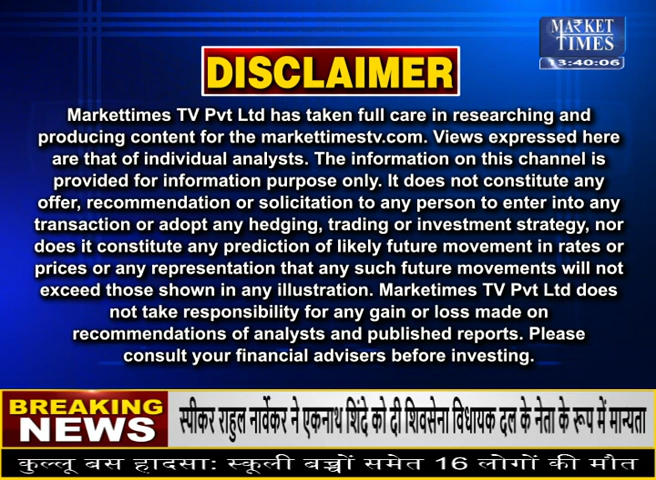 MARKET
TIMES
13:40:06
DISCLAIMER
Markettimes TV Pvt Ltd has taken full care in researching and
producing content for the markettimestv.com. Views expressed here
are that of individual analysts. The information on this channel is
provided for information purpose only. It does not constitute any
offer, recommendation or solicitation to any person to enter into any
transaction or adopt any hedging, trading or investment strategy, nor
does it constitute any prediction of likely future movement in rates or
prices or any representation that any such future movements will not
exceed those shown in any illustration. Marketimes TV Pvt Ltd does
not take responsibility for any gain or loss made on
recommendations of analysts and published reports. Please
consult your financial advisers before investing.
BREAKING
NEWS
स्पीकर राहुल नार्वेकर ने एकनाथ शिंदे को दी शिवसेना विधायक दल के नेता के रूप में मान्यता
कुल्लू बस हादसा: स्कूली बच्चों समेत 16 लोगों की मौत